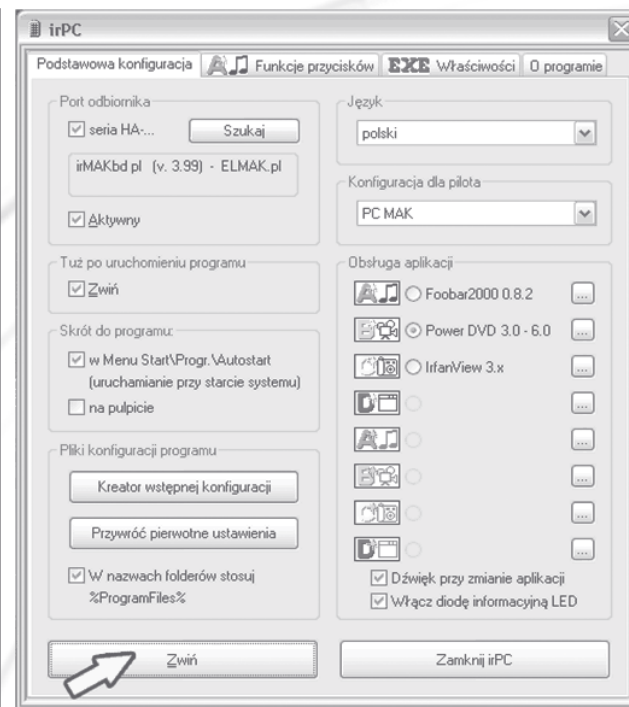 irPC
Podstawowa konfiguracja
Funkcje przycisków
EXE Właściwości
O programie
Port odbiornika
seria HA-...
Szukaj
irMAKbd pl (v. 3.99) - ELMAK.pl
Aktywny
Tuż po uruchomieniu programu
Zwiń
Skrót do programu:
w Menu Start\Progr.\Autostart
(uruchamianie przy starcie systemu)
na pulpicie
Pliki konfiguracji programu
Kreator wstępnej konfiguracji
Przywróć pierwotne ustawienia
W nazwach folderów stosuj
%ProgramFiles%
Zwiń
Język
polski
Konfiguracja dla pilota
PC MAK
Obsługa aplikacji
A Foobar2000 0.8.2 ...
B Power DVD 3.0 - 6.0 ...
C IrfanView 3.x ...
D ...
A ...
B ...
C ...
D ...
Dźwięk przy zmianie aplikacji
Włącz diodę informacyjną LED
Zamknij irPC